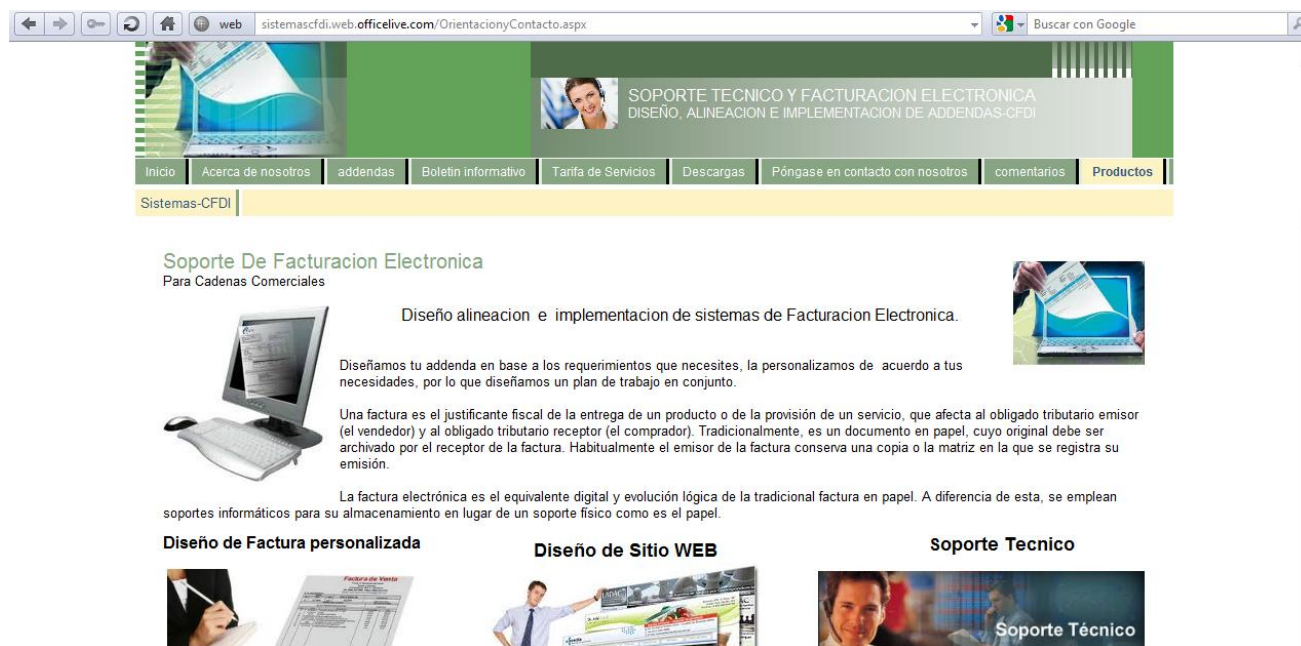 web
sistemascfdi.web.officelive.com/OrientacionyContacto.aspx
Buscar con Google
SOPORTE TECNICO Y FACTURACION ELECTRONICA
DISEÑO, ALINEACION E IMPLEMENTACION DE ADDENDAS-CFDI
Inicio Acerca de nosotros addendas Boletin informativo Tarifa de Servicios Descargas Póngase en contacto con nosotros comentarios Productos
Sistemas-CFDI
Soporte De Facturacion Electronica
Para Cadenas Comerciales
Diseño alineacion e implementacion de sistemas de Facturacion Electronica.
Diseñamos tu addenda en base a los requerimientos que necesites, la personalizamos de acuerdo a tus
necesidades, por lo que diseñamos un plan de trabajo en conjunto.
Una factura es el justificante fiscal de la entrega de un producto o de la provisión de un servicio, que afecta al obligado tributario emisor
(el vendedor) y al obligado tributario receptor (el comprador). Tradicionalmente, es un documento en papel, cuyo original debe ser
archivado por el receptor de la factura. Habitualmente el emisor de la factura conserva una copia o la matriz en la que se registra su
emisión.
La factura electrónica es el equivalente digital y evolución lógica de la tradicional factura en papel. A diferencia de esta, se emplean
soportes informáticos para su almacenamiento en lugar de un soporte físico como es el papel.
Diseño de Factura personalizada
Diseño de Sitio WEB
Soporte Tecnico
Factura de Venta
Soporte Técnico